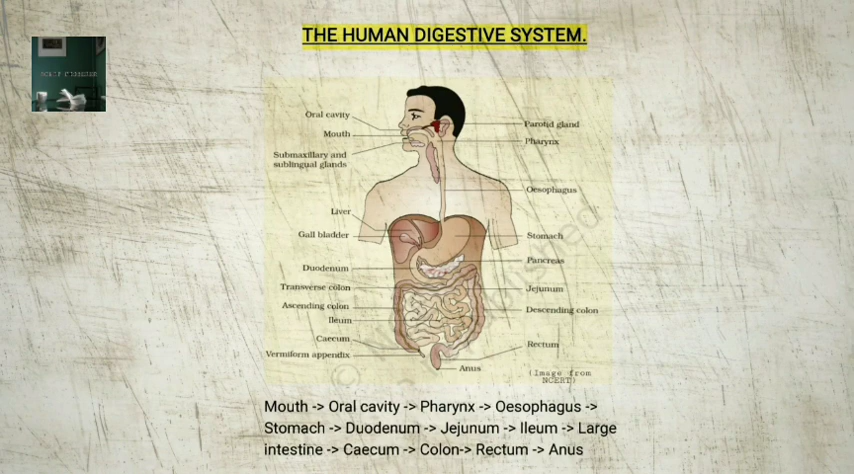 THE HUMAN DIGESTIVE SYSTEM.
Oral cavity
Mouth
Submaxillary and
sublingual glands
Liver
Gall bladder
Duodenum
Transverse colon
Ascending colon
Ileum
Caecum
Vermiform appendix
Parotid gland
Pharynx
Oesophagus
Stomach
Pancreas
Jejunum
Descending colon
Rectum
Anus
(Image from
NCERT)
Mouth -> Oral cavity -> Pharynx -> Oesophagus ->
Stomach -> Duodenum -> Jejunum -> Ileum -> Large
intestine -> Caecum -> Colon-> Rectum -> Anus